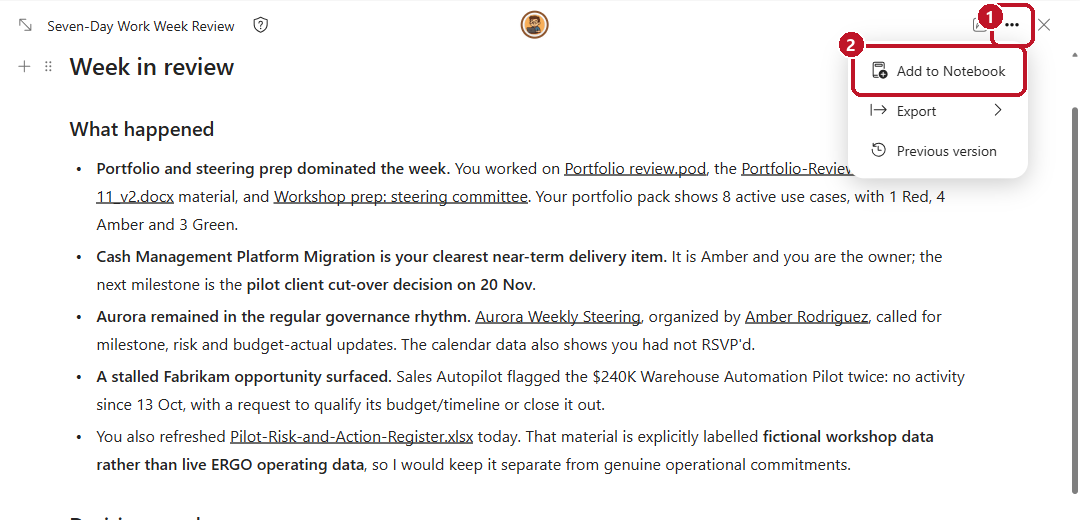 Seven-Day Work Week Review
1
2
Add to Notebook
Export
Previous version
Week in review
What happened
• Portfolio and steering prep dominated the week. You worked on Portfolio review.pod, the
11_v2.docx material, and Workshop prep: steering committee. Your portfolio pack shows 8 active use cases, with 1 Red, 4
Amber and 3 Green.
• Cash Management Platform Migration is your clearest near-term delivery item. It is Amber and you are the owner; the
next milestone is the pilot client cut-over decision on 20 Nov.
• Aurora remained in the regular governance rhythm. Aurora Weekly Steering, organized by Amber Rodriguez, called for
milestone, risk and budget-actual updates. The calendar data also shows you had not RSVP'd.
• A stalled Fabrikam opportunity surfaced. Sales Autopilot flagged the $240K Warehouse Automation Pilot twice: no activity
since 13 Oct, with a request to qualify its budget/timeline or close it out.
• You also refreshed Pilot-Risk-and-Action-Register.xlsx today. That material is explicitly labelled fictional workshop data
rather than live ERGO operating data, so I would keep it separate from genuine operational commitments.